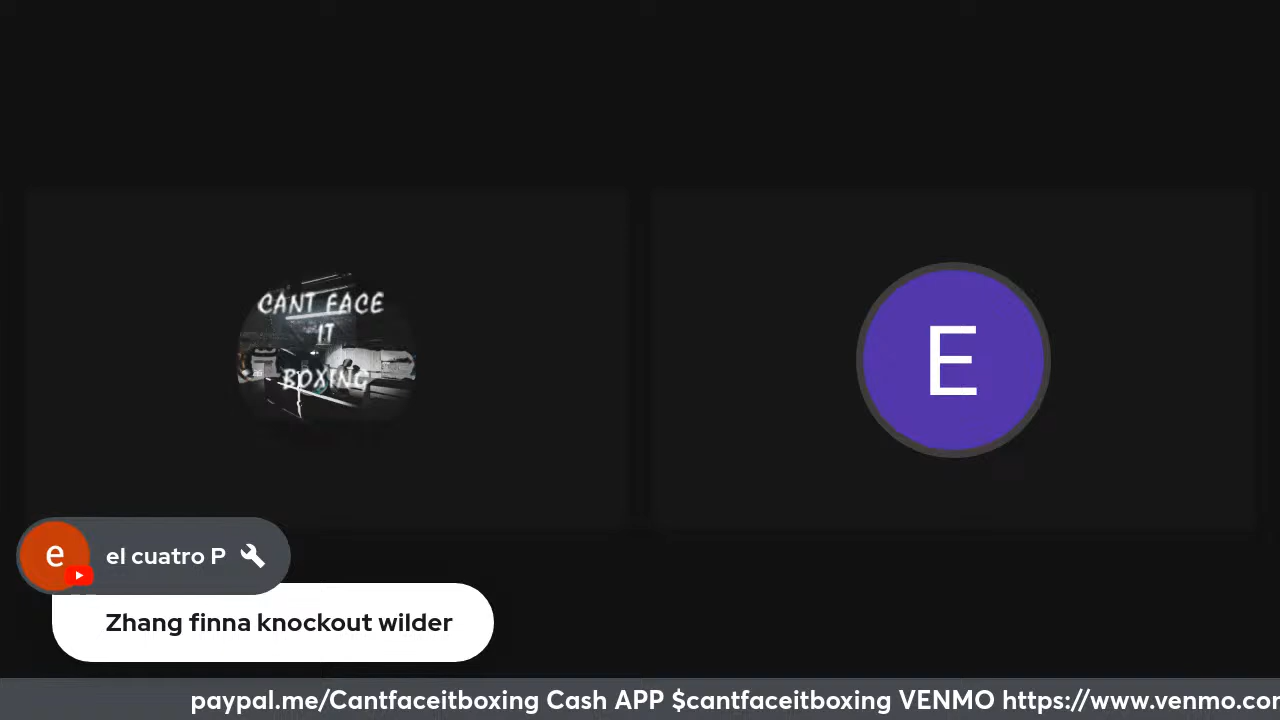 CANT FACE
IT
BOXING
E
e
el cuatro P
Zhang finna knockout wilder
paypal.me/Cantfaceitboxing Cash APP $cantfaceitboxing VENMO https://www.venmo.com